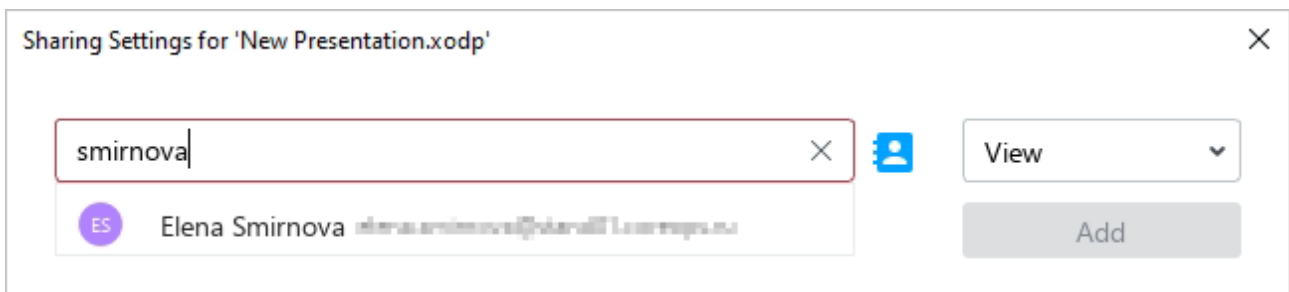 Sharing Settings for 'New Presentation.xodp'
smirnova
View
ES Elena Smirnova
Add